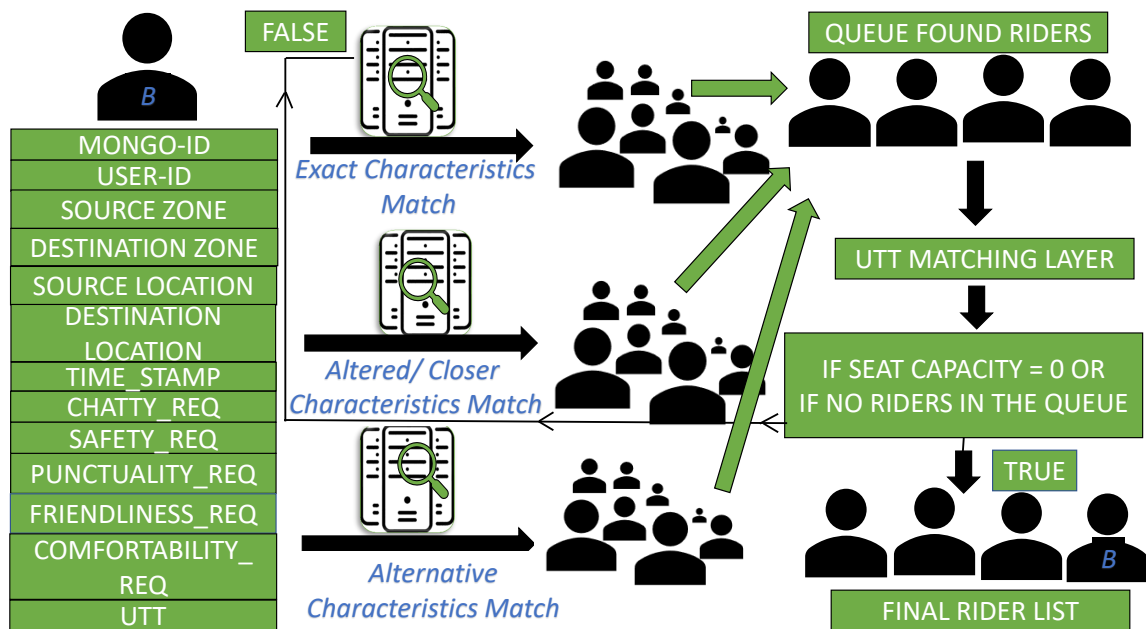 B
MONGO-ID
USER-ID
SOURCE ZONE
DESTINATION ZONE
SOURCE LOCATION
DESTINATION
LOCATION
TIME_STAMP
CHATTY_REQ
SAFETY_REQ
PUNCTUALITY_REQ
FRIENDLINESS_REQ
COMFORTABILITY_
REQ
UTT
FALSE
Exact Characteristics
Match
Altered/ Closer
Characteristics Match
Alternative
Characteristics Match
QUEUE FOUND RIDERS
UTT MATCHING LAYER
IF SEAT CAPACITY = 0 OR
IF NO RIDERS IN THE QUEUE
TRUE
B
FINAL RIDER LIST